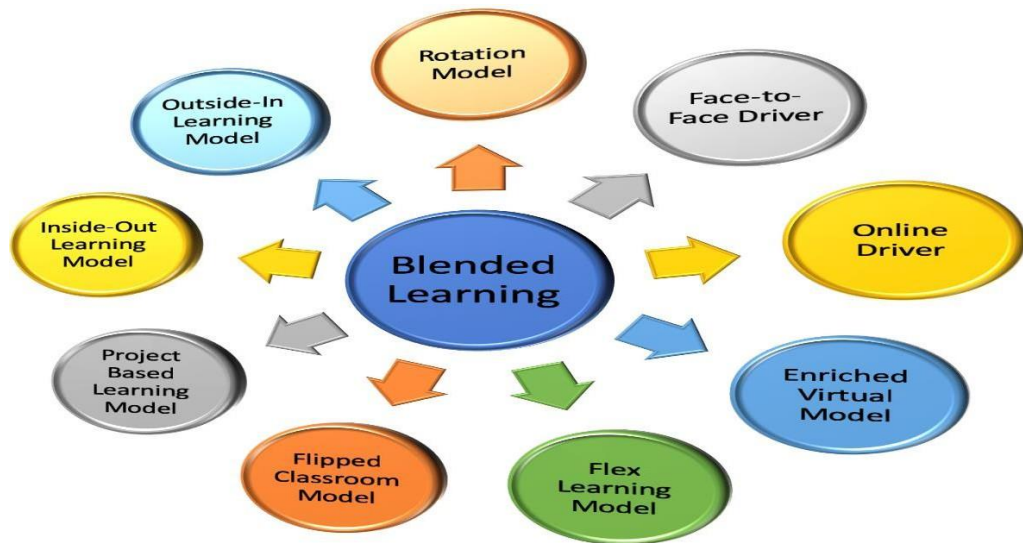 Rotation
Model
Face-to-
Face Driver
Online
Driver
Enriched
Virtual
Model
Flex
Learning
Model
Flipped
Classroom
Model
Project
Based
Learning
Model
Inside-Out
Learning
Model
Outside-In
Learning
Model
Blended
Learning